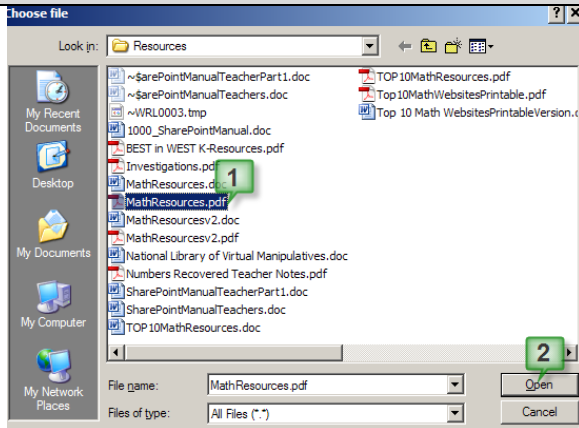 Choose file
Look in: Resources
~$arePointManualTeacherPart1.doc
~$arePointManualTeachers.doc
~WRL0003.tmp
1000_SharePointManual.doc
BEST in WEST K-Resources.pdf
Investigations.pdf
MathResources.doc
MathResources.pdf
MathResourcesv2.doc
MathResourcesv2.pdf
National Library of Virtual Manipulatives.doc
Numbers Recovered Teacher Notes.pdf
SharePointManualTeacherPart1.doc
SharePointManualTeachers.doc
TOP10MathResources.doc
TOP10MathResources.pdf
Top10MathWebsitesPrintable.pdf
Top 10 Math WebsitesPrintableVersion.
1
2
My Recent
Documents
Desktop
My Documents
My Computer
My Network
Places
File name: MathResources.pdf Open
Files of type: All Files (*.*) Cancel